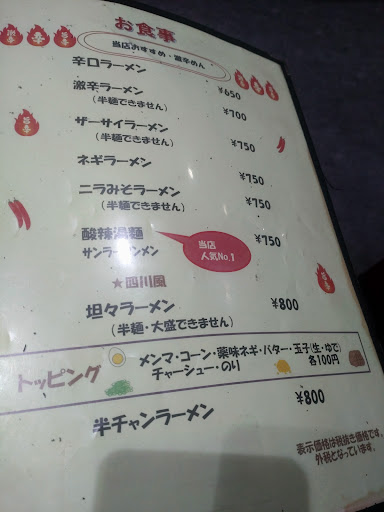 お食事
当店おすすめ・激辛めん
辛口ラーメン ¥650
激辛ラーメン ¥700
(半麺できません)
ザーサイラーメン ¥750
(半麺できません)
ネギラーメン ¥750
ニラみそラーメン ¥750
(半麺できません)
酸辣湯麺 ¥750
サンラータンメン
当店
人気No.1
★四川風
坦々ラーメン ¥800
(半麺・大盛できません)
トッピング
メンマ・コーン・薬味ネギ・バター・玉子(生・ゆで)
チャーシュー・のり 各100円
半チャンラーメン ¥800
表示価格は税抜き価格です。
外税となっています。